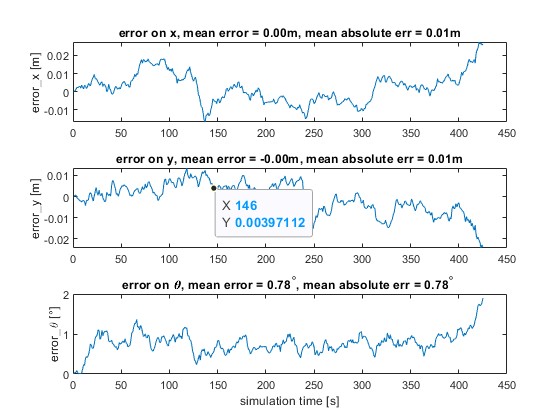 error on x, mean error = 0.00m, mean absolute err = 0.01m
error_x [m]
0.02
0.01
0
-0.01
0 50 100 150 200 250 300 350 400 450
error on y, mean error = -0.00m, mean absolute err = 0.01m
error_y [m]
0.01
0
-0.01
-0.02
X 146
Y 0.00397112
0 50 100 150 200 250 300 350 400 450
error on θ, mean error = 0.78°, mean absolute err = 0.78°
error_θ [°]
2
1
0
0 50 100 150 200 250 300 350 400 450
simulation time [s]